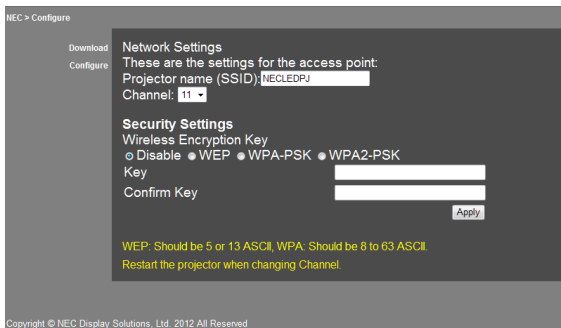 NEC > Configure
Download
Configure
Network Settings
These are the settings for the access point:
Projector name (SSID): NECLEDPJ
Channel: 11
Security Settings
Wireless Encryption Key
Disable WEP WPA-PSK WPA2-PSK
Key
Confirm Key
Apply
WEP: Should be 5 or 13 ASCII, WPA: Should be 8 to 63 ASCII.
Restart the projector when changing Channel.
Copyright © NEC Display Solutions, Ltd. 2012 All Reserved